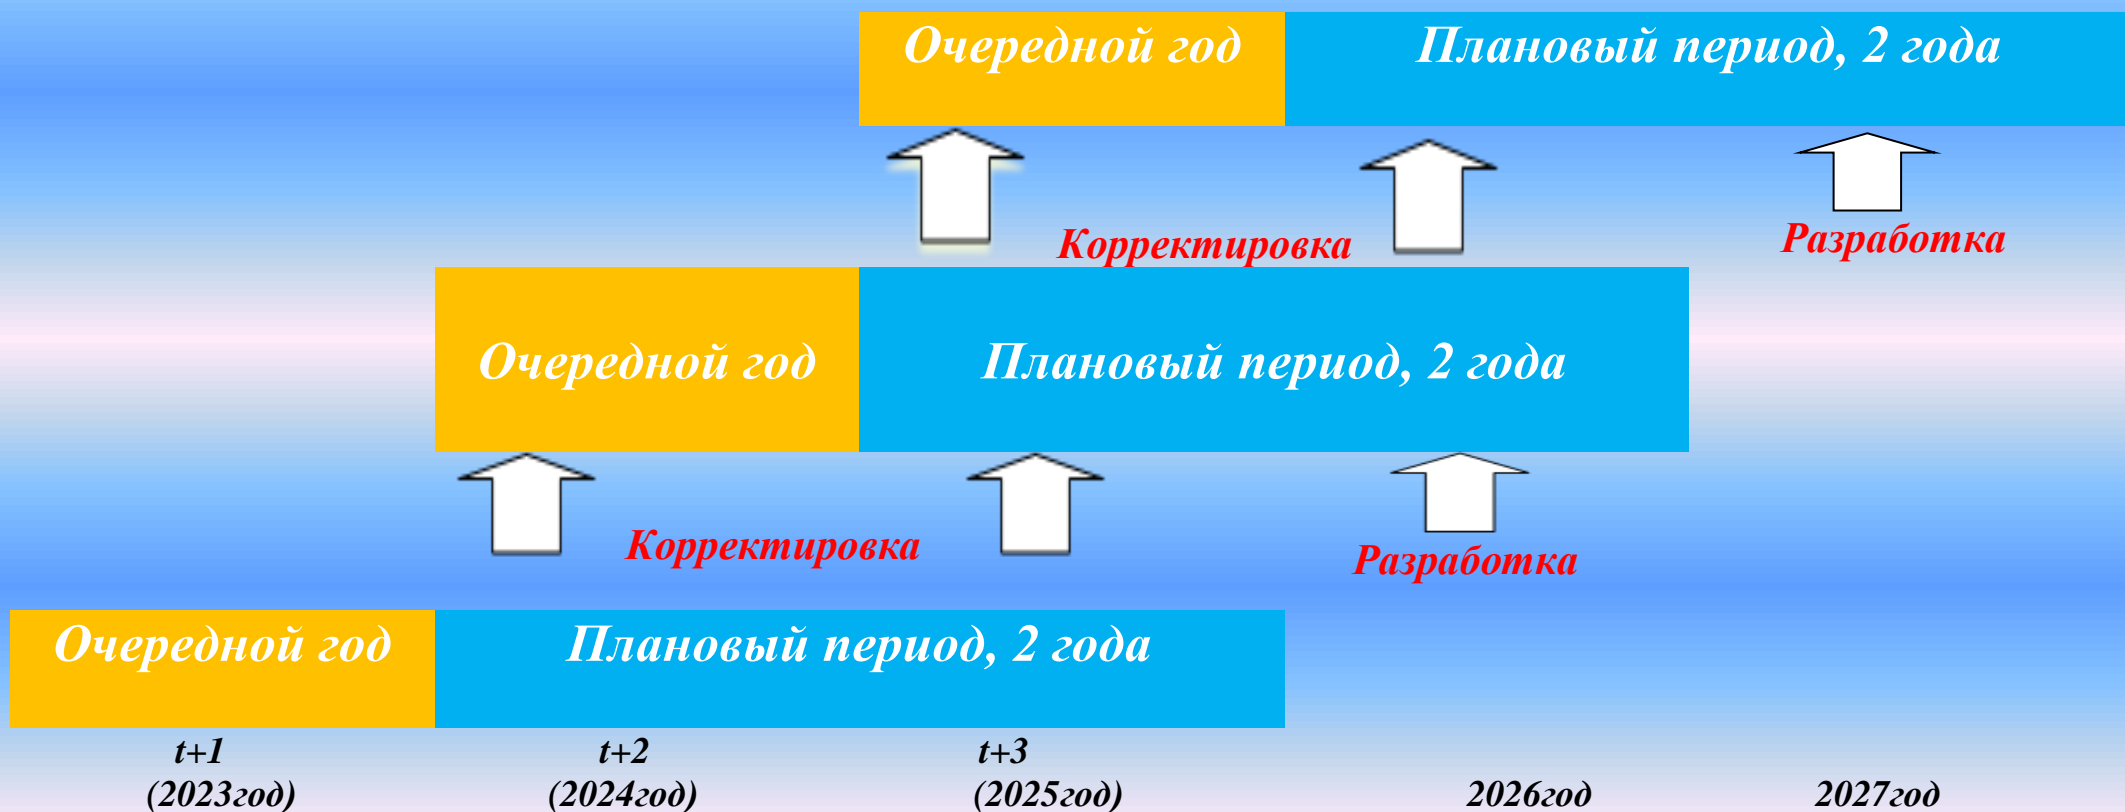 Очередной год
Плановый период, 2 года
Корректировка
Разработка
Очередной год
Плановый период, 2 года
Корректировка
Разработка
Очередной год
Плановый период, 2 года
t+1
t+2
t+3
(2023год)
(2024год)
(2025год)
2026год
2027год